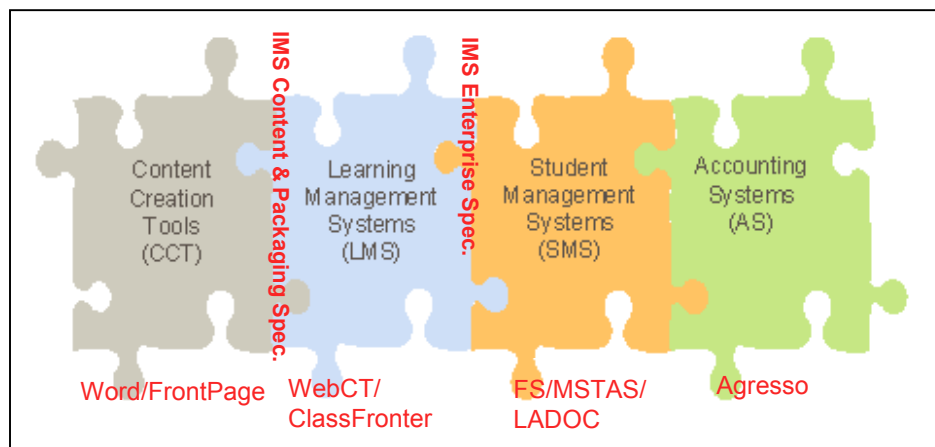 IMS Content & Packaging Spec.
IMS Enterprise Spec.
Content
Creation
Tools
(CCT)
Learning
Management
Systems
(LMS)
Student
Management
Systems
(SMS)
Accounting
Systems
(AS)
Word/FrontPage
WebCT/
ClassFronter
FS/MSTAS/
LADOC
Agresso